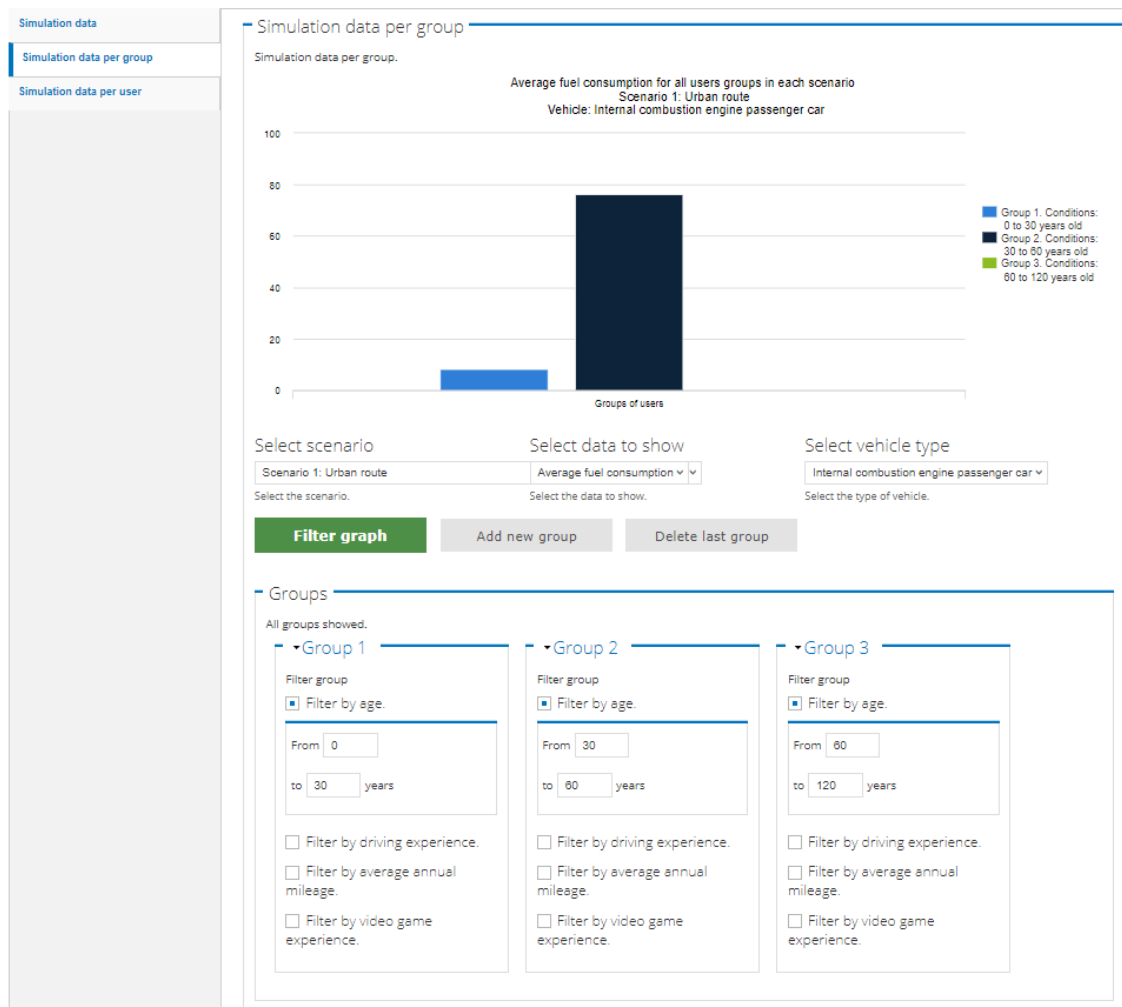 Simulation data
Simulation data per group
Simulation data per user
Simulation data per group
Simulation data per group.
Average fuel consumption for all users groups in each scenario
Scenario 1: Urban route
Vehicle: Internal combustion engine passenger car
100
80
60
40
20
0
Groups of users
Group 1. Conditions:
0 to 30 years old
Group 2. Conditions:
30 to 60 years old
Group 3. Conditions:
60 to 120 years old
Select scenario
Scenario 1: Urban route
Select the scenario.
Select data to show
Average fuel consumption
Select the data to show.
Select vehicle type
Internal combustion engine passenger car
Select the type of vehicle.
Filter graph
Add new group
Delete last group
Groups
All groups showed.
Group 1
Filter group
Filter by age.
From 0
to 30 years
Filter by driving experience.
Filter by average annual
mileage.
Filter by video game
experience.
Group 2
Filter group
Filter by age.
From 30
to 60 years
Filter by driving experience.
Filter by average annual
mileage.
Filter by video game
experience.
Group 3
Filter group
Filter by age.
From 60
to 120 years
Filter by driving experience.
Filter by average annual
mileage.
Filter by video game
experience.